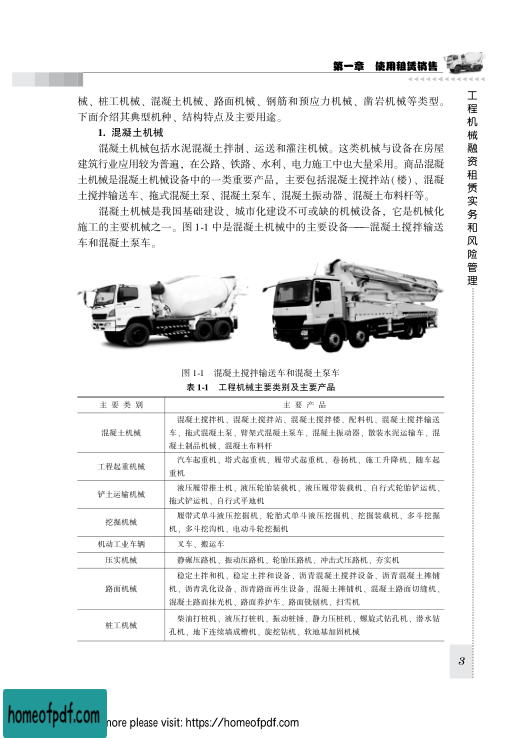 第一章 使用租赁销售
工程机械融资租赁实务和风险管理
械、桩工机械、混凝土机械、路面机械、钢筋和预应力机械、凿岩机械等类型。
下面介绍其典型机种、结构特点及主要用途。
1. 混凝土机械
混凝土机械包括水泥混凝土拌制、运送和灌注机械。这类机械与设备在房屋
建筑行业应用较为普遍，在公路、铁路、水利、电力施工中也大量采用。商品混凝
土机械是混凝土机械设备中的一类重要产品，主要包括混凝土搅拌站(楼)、混凝
土搅拌输送车、拖式混凝土泵、混凝土泵车、混凝土振动器、混凝土布料杆等。
混凝土机械是我国基础建设、城市化建设不可或缺的机械设备，它是机械化
施工的主要机械之一。图 1-1 中是混凝土机械中的主要设备——混凝土搅拌输送
车和混凝土泵车。
图 1-1 混凝土搅拌输送车和混凝土泵车
表 1-1 工程机械主要类别及主要产品
主要类别 主要产品
混凝土机械 混凝土搅拌机、混凝土搅拌站、混凝土搅拌楼、配料机、混凝土搅拌输送
车、拖式混凝土泵、臂架式混凝土泵车、混凝土振动器、散装水泥运输车、混
凝土制品机械、混凝土布料杆
工程起重机械 汽车起重机、塔式起重机、履带式起重机、卷扬机、施工升降机、随车起
重机
铲土运输机械 液压履带推土机、液压轮胎装载机、液压履带装载机、自行式轮胎铲运机、
拖式铲运机、自行式平地机
挖掘机械 履带式单斗液压挖掘机、轮胎式单斗液压挖掘机、挖掘装载机、多斗挖掘
机、多斗挖沟机、电动斗轮挖掘机
机动工业车辆 叉车、搬运车
压实机械 静碾压路机、振动压路机、轮胎压路机、冲击式压路机、夯实机
路面机械 稳定土拌和机、稳定土拌和设备、沥青混凝土搅拌设备、沥青混凝土摊铺
机、沥青乳化设备、沥青路面再生设备、混凝土摊铺机、混凝土路面切缝机、
混凝土路面抹光机、路面养护车、路面铣刨机、扫雪机
桩工机械 柴油打桩机、液压打桩机、振动桩锤、静力压桩机、螺旋式钻孔机、潜水钻
孔机、地下连续墙成槽机、旋挖钻机、软地基加固机械
3
homeofpdf.com
more please visit: https://homeofpdf.com